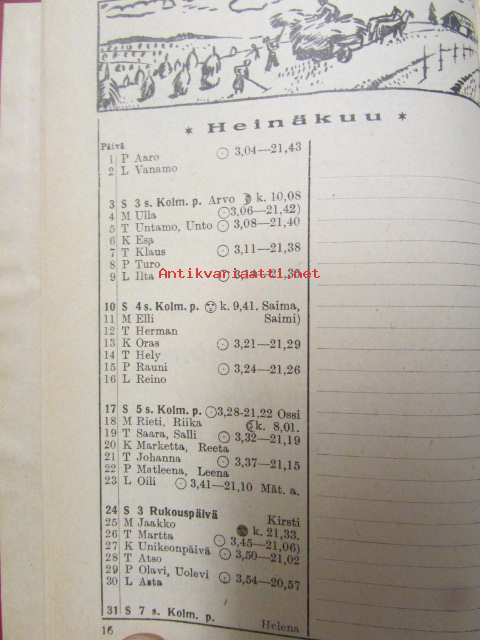 * Heinäkuu *
Päivä
1 P Aaro 3,04—21,43
2 L Vanamo
3 S 3 s. Kolm. p. Arvo k. 10,08
4 M Ulla 3,06—21,42)
5 T Untamo, Unto 3,08—21,40
6 K Esa
7 T Klaus 3,11—21,38
8 P Turo
9 L Ilta
Antikvariaatti.net
10 S 4 s. Kolm. p. k. 9,41. Saima,
11 M Elli Saimi)
12 T Herman
13 K Oras 3,21—21,29
14 T Hely
15 P Rauni 3,24—21,26
16 L Reino
17 S 5 s. Kolm. p. 3,28-21,22 Ossi
18 M Rieti, Riika k. 8,01.
19 T Saara, Salli 3,32—21,19
20 K Marketta, Reeta
21 T Johanna 3,37—21,15
22 P Matleena, Leena
23 L Oili 3,41—21,10 Mät. a.
24 S 3 Rukouspäivä Kirsti
25 M Jaakko k. 21,33.
26 T Martta 3,45—21,06)
27 K Unikeonpäivä 3,50—21,02
28 T Atso
29 P Olavi, Uolevi 3,54—20,57
30 L Asta
31 S 7 s. Kolm. p. Helena
16